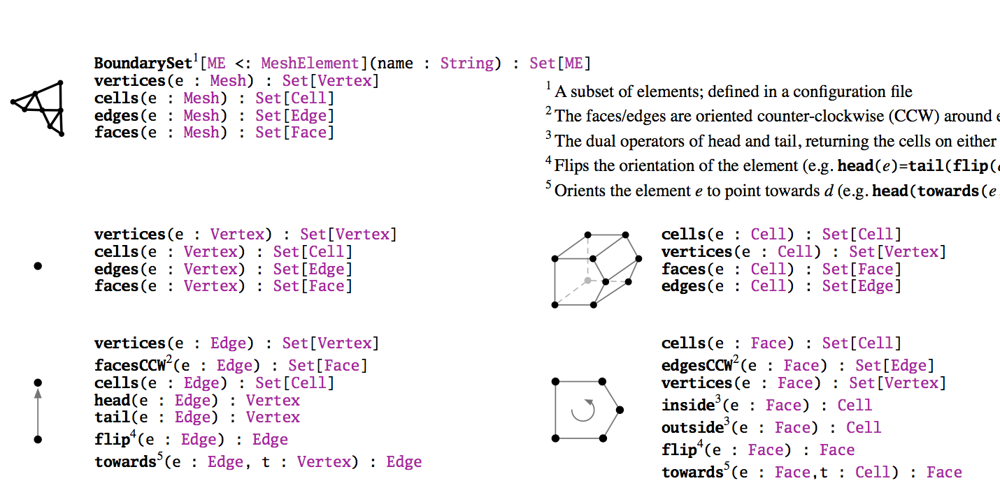 BoundarySet¹[ME <: MeshElement](name : String) : Set[ME]
vertices(e : Mesh) : Set[Vertex]
cells(e : Mesh) : Set[Cell]
edges(e : Mesh) : Set[Edge]
faces(e : Mesh) : Set[Face]
¹ A subset of elements; defined in a configuration file
² The faces/edges are oriented counter-clockwise (CCW) around
³ The dual operators of head and tail, returning the cells on either
⁴ Flips the orientation of the element (e.g. head(e)=tail(flip(
⁵ Orients the element e to point towards d (e.g. head(towards(e
vertices(e : Vertex) : Set[Vertex]
cells(e : Vertex) : Set[Cell]
edges(e : Vertex) : Set[Edge]
faces(e : Vertex) : Set[Face]
cells(e : Cell) : Set[Cell]
vertices(e : Cell) : Set[Vertex]
faces(e : Cell) : Set[Face]
edges(e : Cell) : Set[Edge]
vertices(e : Edge) : Set[Vertex]
facesCCW²(e : Edge) : Set[Face]
cells(e : Edge) : Set[Cell]
head(e : Edge) : Vertex
tail(e : Edge) : Vertex
flip⁴(e : Edge) : Edge
towards⁵(e : Edge, t : Vertex) : Edge
cells(e : Face) : Set[Cell]
edgesCCW²(e : Face) : Set[Edge]
vertices(e : Face) : Set[Vertex]
inside³(e : Face) : Cell
outside³(e : Face) : Cell
flip⁴(e : Face) : Face
towards⁵(e : Face,t : Cell) : Face